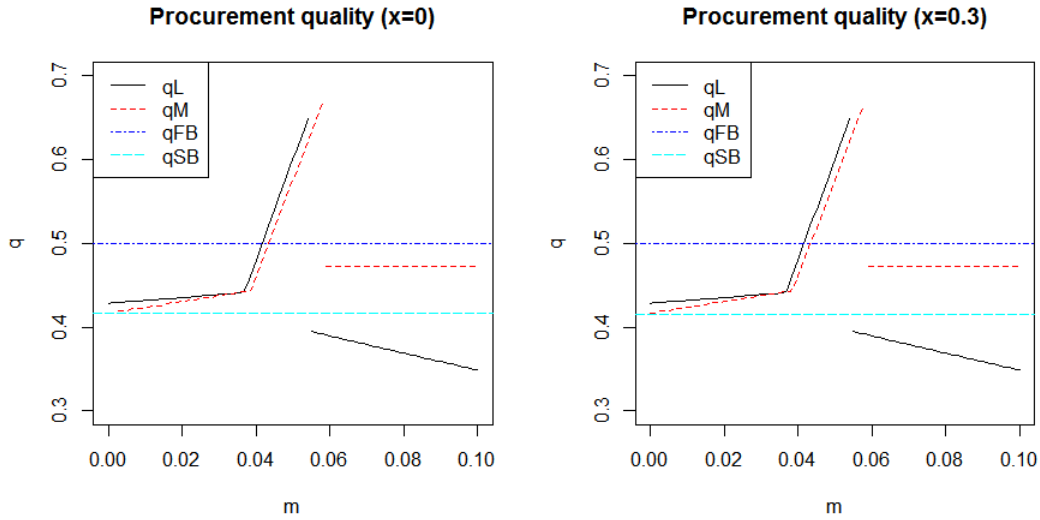 Procurement quality (x=0)
q
0.7
0.6
0.5
0.4
0.3
qL
qM
qFB
qSB
0.00 0.02 0.04 0.06 0.08 0.10
m
Procurement quality (x=0.3)
q
0.7
0.6
0.5
0.4
0.3
qL
qM
qFB
qSB
0.00 0.02 0.04 0.06 0.08 0.10
m